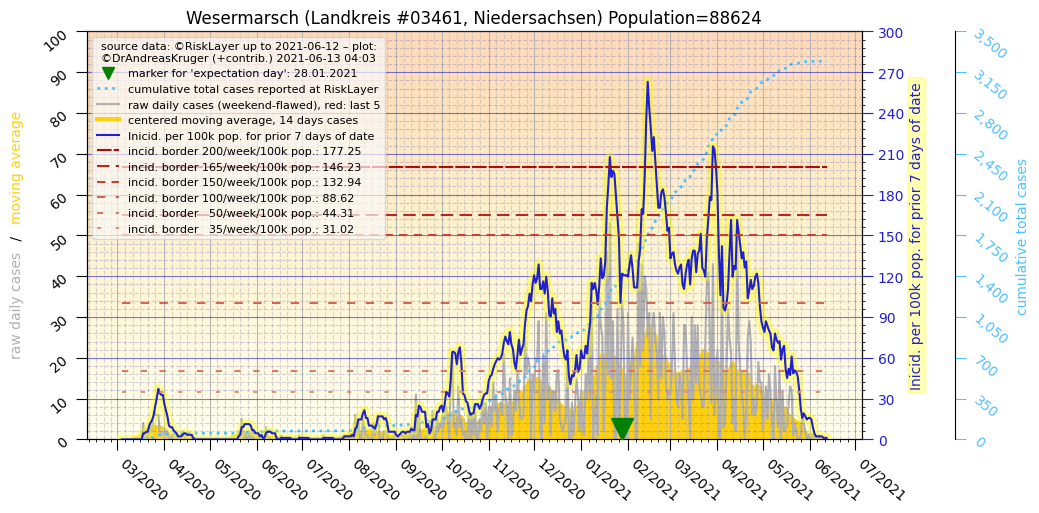 Wesermarsch (Landkreis #03461, Niedersachsen) Population=88624
source data: ©RiskLayer up to 2021-06-12 – plot:
©DrAndreasKruger (+contrib.) 2021-06-13 04:03
marker for 'expectation day': 28.01.2021
cumulative total cases reported at RiskLayer
raw daily cases (weekend-flawed), red: last 5
centered moving average, 14 days cases
Inicid. per 100k pop. for prior 7 days of date
incid. border 200/week/100k pop.: 177.25
incid. border 165/week/100k pop.: 146.23
incid. border 150/week/100k pop.: 132.94
incid. border 100/week/100k pop.: 88.62
incid. border   50/week/100k pop.: 44.31
incid. border   35/week/100k pop.: 31.02
raw daily cases / moving average
100
90
80
70
60
50
40
30
20
10
0
03/2020
04/2020
05/2020
06/2020
07/2020
08/2020
09/2020
10/2020
11/2020
12/2020
01/2021
02/2021
03/2021
04/2021
05/2021
06/2021
07/2021
300
270
240
210
180
150
120
90
60
30
0
Inicid. per 100k pop. for prior 7 days of date
3,500
3,150
2,800
2,450
2,100
1,750
1,400
1,050
700
350
0
cumulative total cases